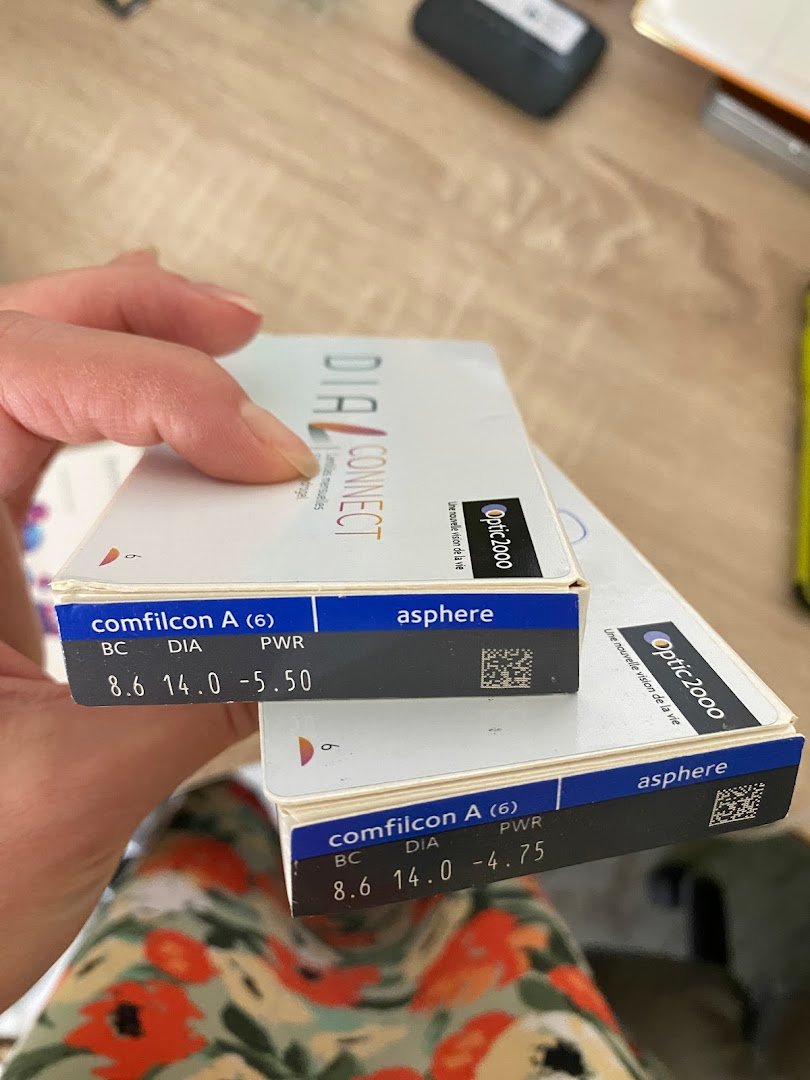 DIA
CONNECT
Lentilles mensuelles
Optic2000
Une nouvelle vision de la vie
6
comfilcon A (6) asphere
BC DIA PWR
8.6 14.0 -5.50
Optic2000
Une nouvelle vision de la vie
6
comfilcon A (6) asphere
BC DIA PWR
8.6 14.0 -4.75